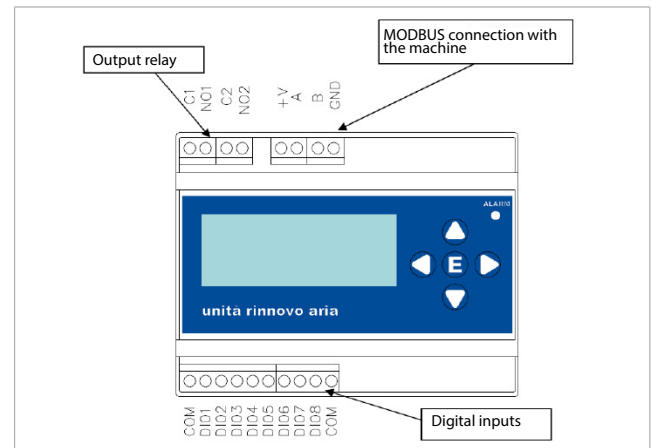 MODBUS connection with
the machine
Output relay
C1
NO1
C2
NO2
+V
A
B
GND
ALARM
E
unità rinnovo aria
COM
DI01
DI02
DI03
DI04
DI05
DI06
DI07
DI08
COM
Digital inputs